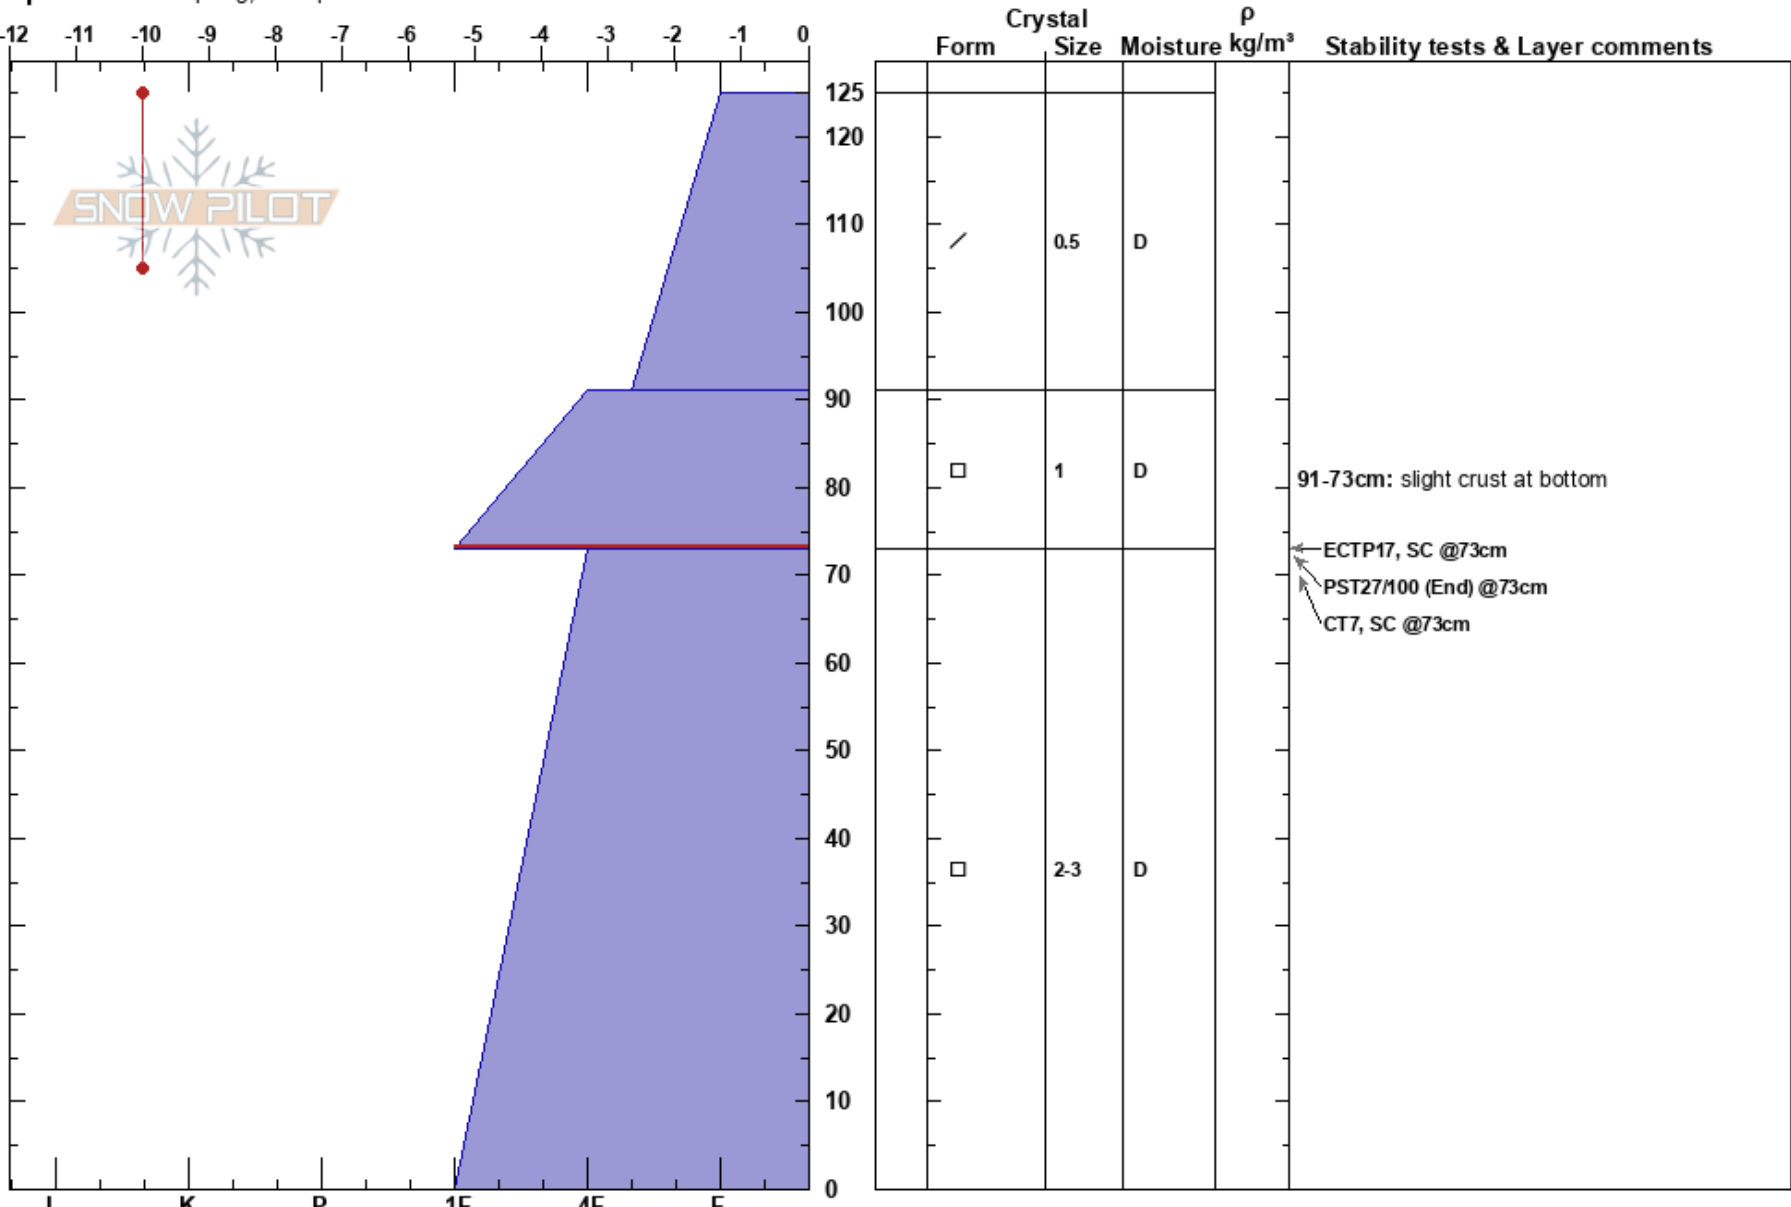 -12 -11 -10 -9 -8 -7 -6 -5 -4 -3 -2 -1 0
Crystal
Form Size Moisture ρ kg/m³ Stability tests & Layer comments
SNOW PILOT
125
120
110 0.5 D
100
90
1 D
80 91-73cm: slight crust at bottom
ECTP17, SC @73cm
70
PST27/100 (End) @73cm
CT7, SC @73cm
60
50
40
2-3 D
30
20
10
0
I K P 1F 4F F